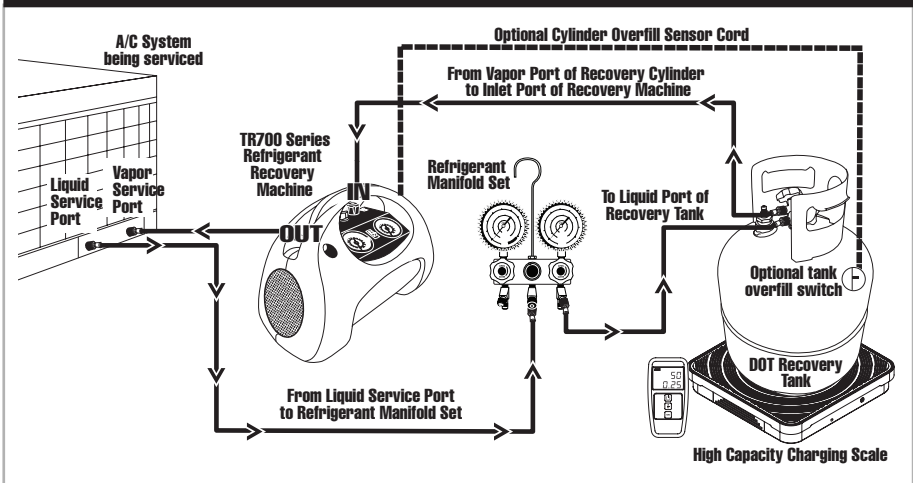 Optional Cylinder Overfill Sensor Cord
A/C System
being serviced
From Vapor Port of Recovery Cylinder
to Inlet Port of Recovery Machine
TR700 Series
Refrigerant
Recovery
Machine
Refrigerant
Manifold Set
Liquid
Service
Port
Vapor
Service
Port
IN
OUT
To Liquid Port of
Recovery Tank
Optional tank
overfill switch
DOT Recovery
Tank
50
0.25
From Liquid Service Port
to Refrigerant Manifold Set
High Capacity Charging Scale